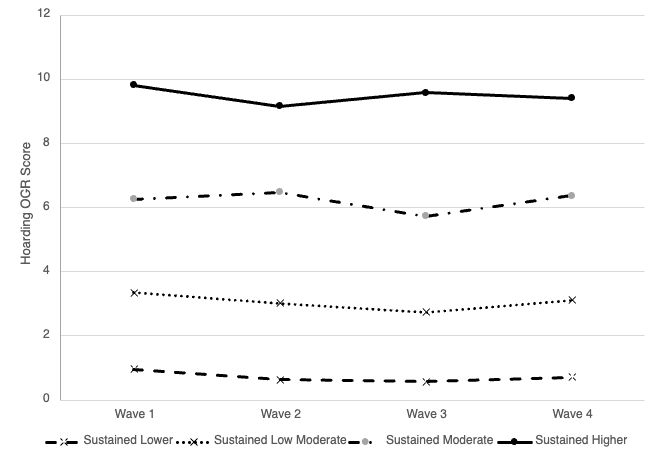 12
10
8
6
4
2
0
Hoarding OGR Score
Wave 1 Wave 2 Wave 3 Wave 4
Sustained Lower Sustained Low Moderate Sustained Moderate Sustained Higher